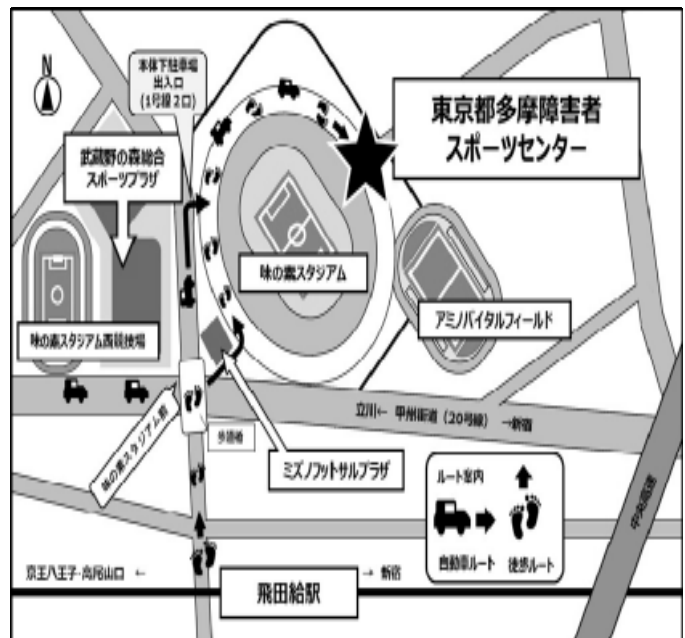 N
本体下駐車場
出入口
(1号線2口)
東京都多摩障害者
スポーツセンター
武蔵野の森総合
スポーツプラザ
味の素スタジアム
アミノバイタルフィールド
味の素スタジアム西競技場
立川← 甲州街道(20号線) →新宿
味の素スタジアム前
歩道橋
ミズノフットサルプラザ
ルート案内
自動車ルート 徒歩ルート
中央高速
京王八王子・高尾山口 ←
→ 新宿
飛田給駅